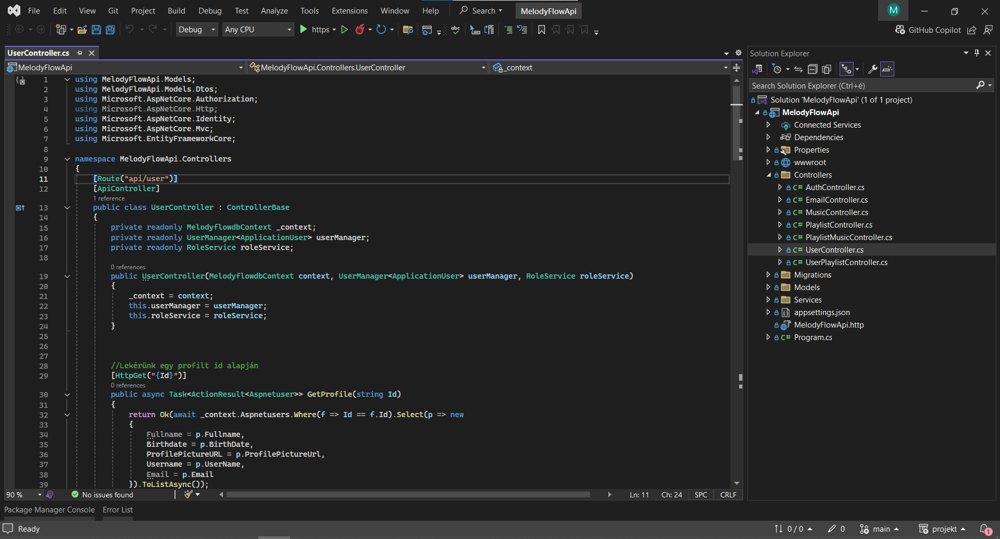 File Edit View Git Project Build Debug Test Analyze Tools Extensions Window Help Search MelodyFlowApi M
Debug Any CPU https abc GitHub Copilot
UserController.cs
MelodyFlowApi MelodyFlowApi.Controllers.UserController _context
1 using MelodyFlowApi.Models;
2 using MelodyFlowApi.Models.Dtos;
3 using Microsoft.AspNetCore.Authorization;
4 using Microsoft.AspNetCore.Http;
5 using Microsoft.AspNetCore.Identity;
6 using Microsoft.AspNetCore.Mvc;
7 using Microsoft.EntityFrameworkCore;
8
9 namespace MelodyFlowApi.Controllers
10 {
11 [Route("api/user")]
12 [ApiController]
1 reference
13 public class UserController : ControllerBase
14 {
15 private readonly MelodyflowdbContext _context;
16 private readonly UserManager<ApplicationUser> userManager;
17 private readonly RoleService roleService;
18
0 references
19 public UserController(MelodyflowdbContext context, UserManager<ApplicationUser> userManager, RoleService roleService)
20 {
21 _context = context;
22 this.userManager = userManager;
23 this.roleService = roleService;
24 }
25
26
27
28 //Lekérünk egy profilt id alapján
29 [HttpGet("{Id}")]
0 references
30 public async Task<ActionResult<Aspnetuser>> GetProfile(string Id)
31 {
32 return Ok(await _context.Aspnetusers.Where(f => Id == f.Id).Select(p => new
33 {
34 Fullname = p.Fullname,
35 Birthdate = p.BirthDate,
36 ProfilePictureURL = p.ProfilePictureUrl,
37 Username = p.UserName,
38 Email = p.Email
39 }).ToListAsync());
90 % No issues found Ln: 11 Ch: 24 SPC CRLF
Solution Explorer
Search Solution Explorer (Ctrl+é)
Solution 'MelodyFlowApi' (1 of 1 project)
MelodyFlowApi
Connected Services
Dependencies
Properties
wwwroot
Controllers
C# AuthController.cs
C# EmailController.cs
C# MusicController.cs
C# PlaylistController.cs
C# PlaylistMusicController.cs
C# UserController.cs
C# UserPlaylistController.cs
Migrations
Models
Services
appsettings.json
MelodyFlowApi.http
C# Program.cs
Package Manager Console Error List
Ready 0 / 0 0 main projekt 1